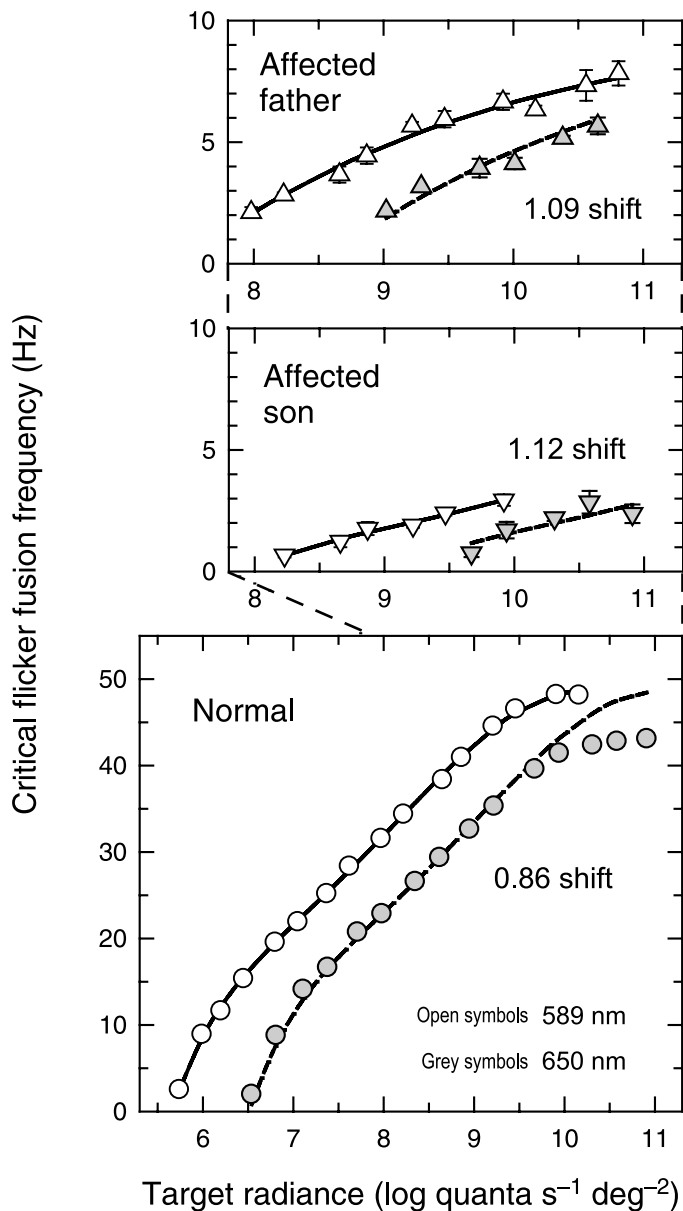 10
Affected
father
5
1.09 shift
0
8 9 10 11
10
Affected
son
5
1.12 shift
0
8 9 10 11
Critical flicker fusion frequency (Hz)
50
Normal
40
30
0.86 shift
20
Open symbols 589 nm
10
Grey symbols 650 nm
0
6 7 8 9 10 11
Target radiance (log quanta s⁻¹ deg⁻²)